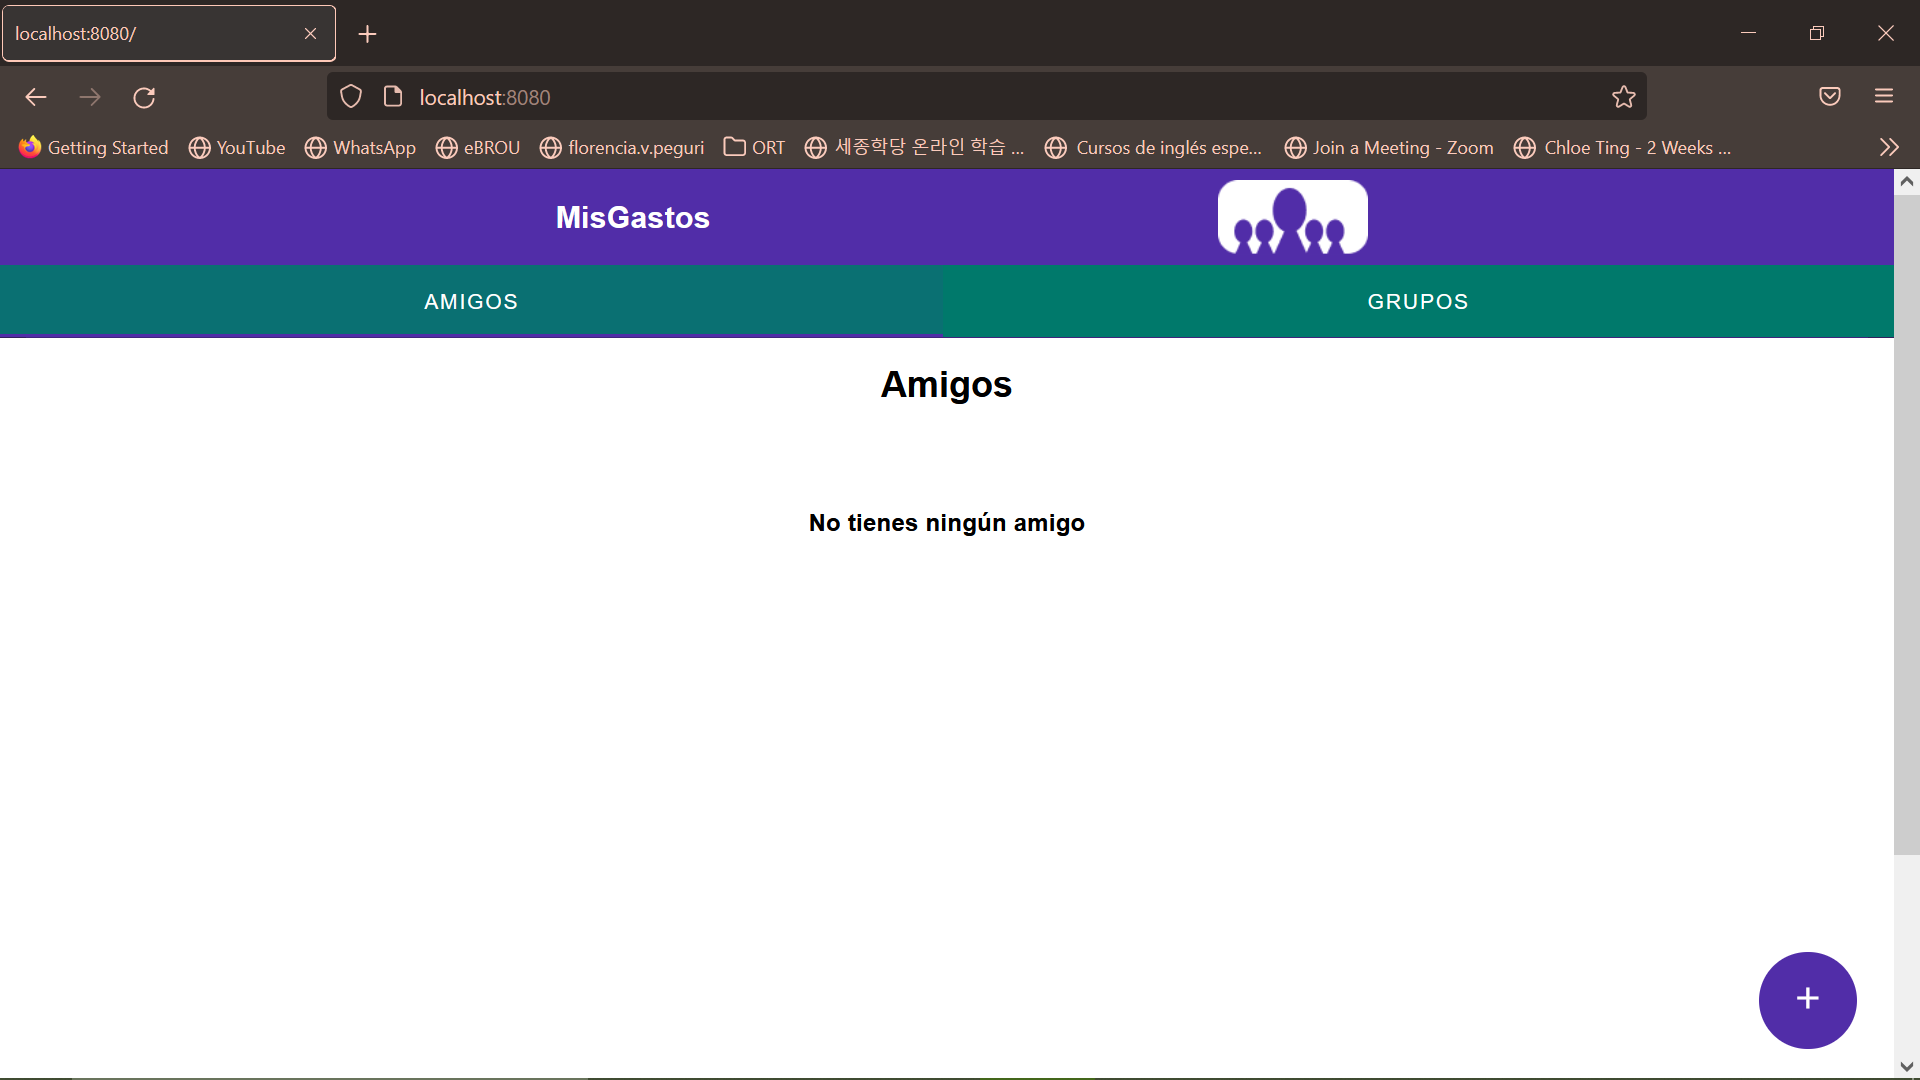 localhost:8080/
localhost:8080
Getting Started YouTube WhatsApp eBROU florencia.v.peguri ORT 세종학당 온라인 학습 ... Cursos de inglés espe... Join a Meeting - Zoom Chloe Ting - 2 Weeks ...
MisGastos
AMIGOS GRUPOS
Amigos
No tienes ningún amigo
+